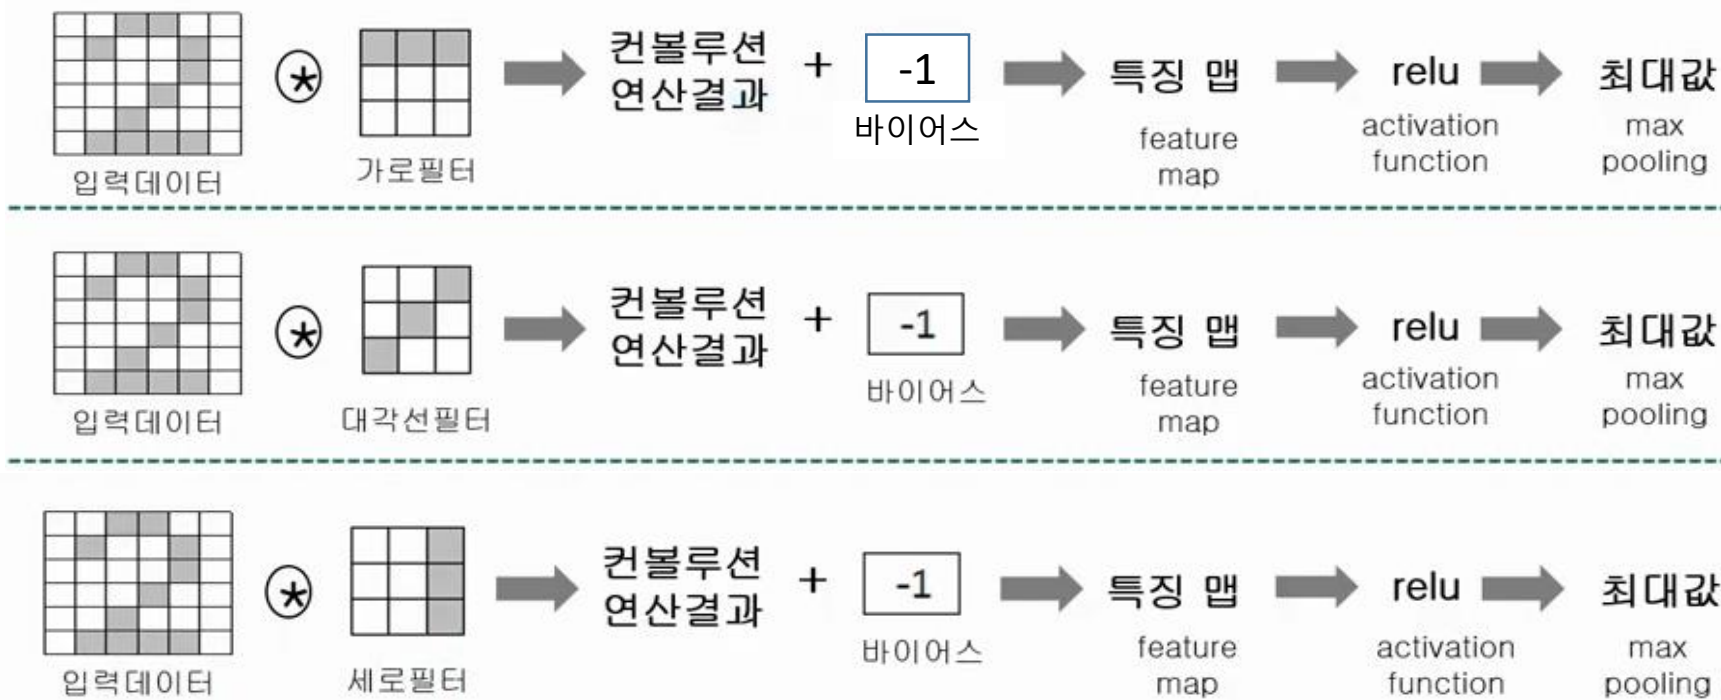 컨볼루션
연산결과
+
-1
바이어스
특징 맵
feature
map
relu
activation
function
최대값
max
pooling
입력데이터
가로필터
컨볼루션
연산결과
+
-1
바이어스
특징 맵
feature
map
relu
activation
function
최대값
max
pooling
입력데이터
대각선필터
컨볼루션
연산결과
+
-1
바이어스
특징 맵
feature
map
relu
activation
function
최대값
max
pooling
입력데이터
세로필터